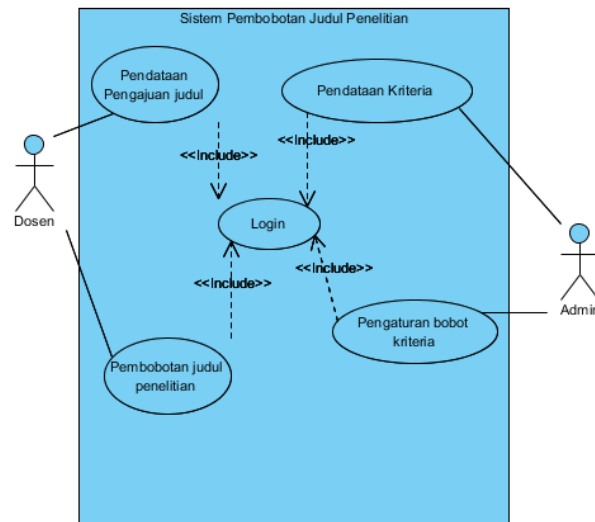 Sistem Pembobotan Judul Penelitian
Pendataan
Pengajuan judul
Pendataan Kriteria
<<Include>>
<<Include>>
Dosen
Login
<<Include>>
<<Include>>
Admin
Pengaturan bobot
kriteria
Pembobotan judul
penelitian